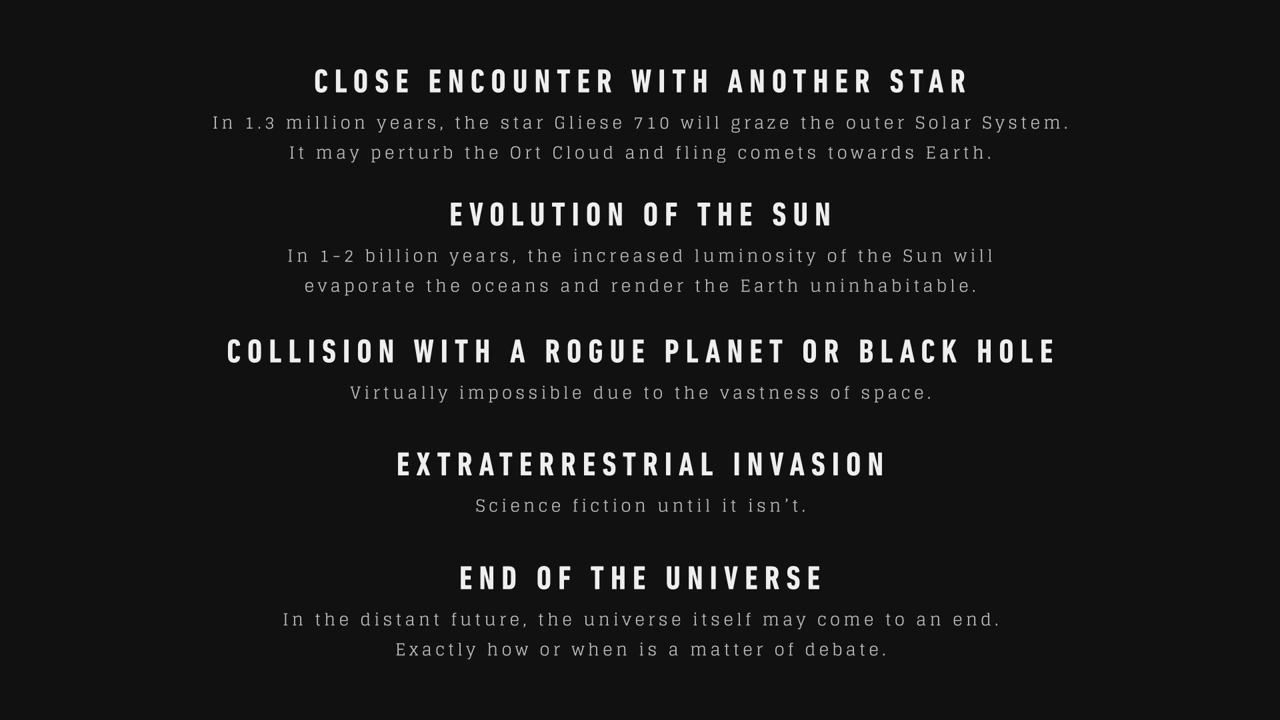 CLOSE ENCOUNTER WITH ANOTHER STAR
In 1.3 million years, the star Gliese 710 will graze the outer Solar System.
It may perturb the Ort Cloud and fling comets towards Earth.
EVOLUTION OF THE SUN
In 1-2 billion years, the increased luminosity of the Sun will
evaporate the oceans and render the Earth uninhabitable.
COLLISION WITH A ROGUE PLANET OR BLACK HOLE
Virtually impossible due to the vastness of space.
EXTRATERRESTRIAL INVASION
Science fiction until it isn’t.
END OF THE UNIVERSE
In the distant future, the universe itself may come to an end.
Exactly how or when is a matter of debate.